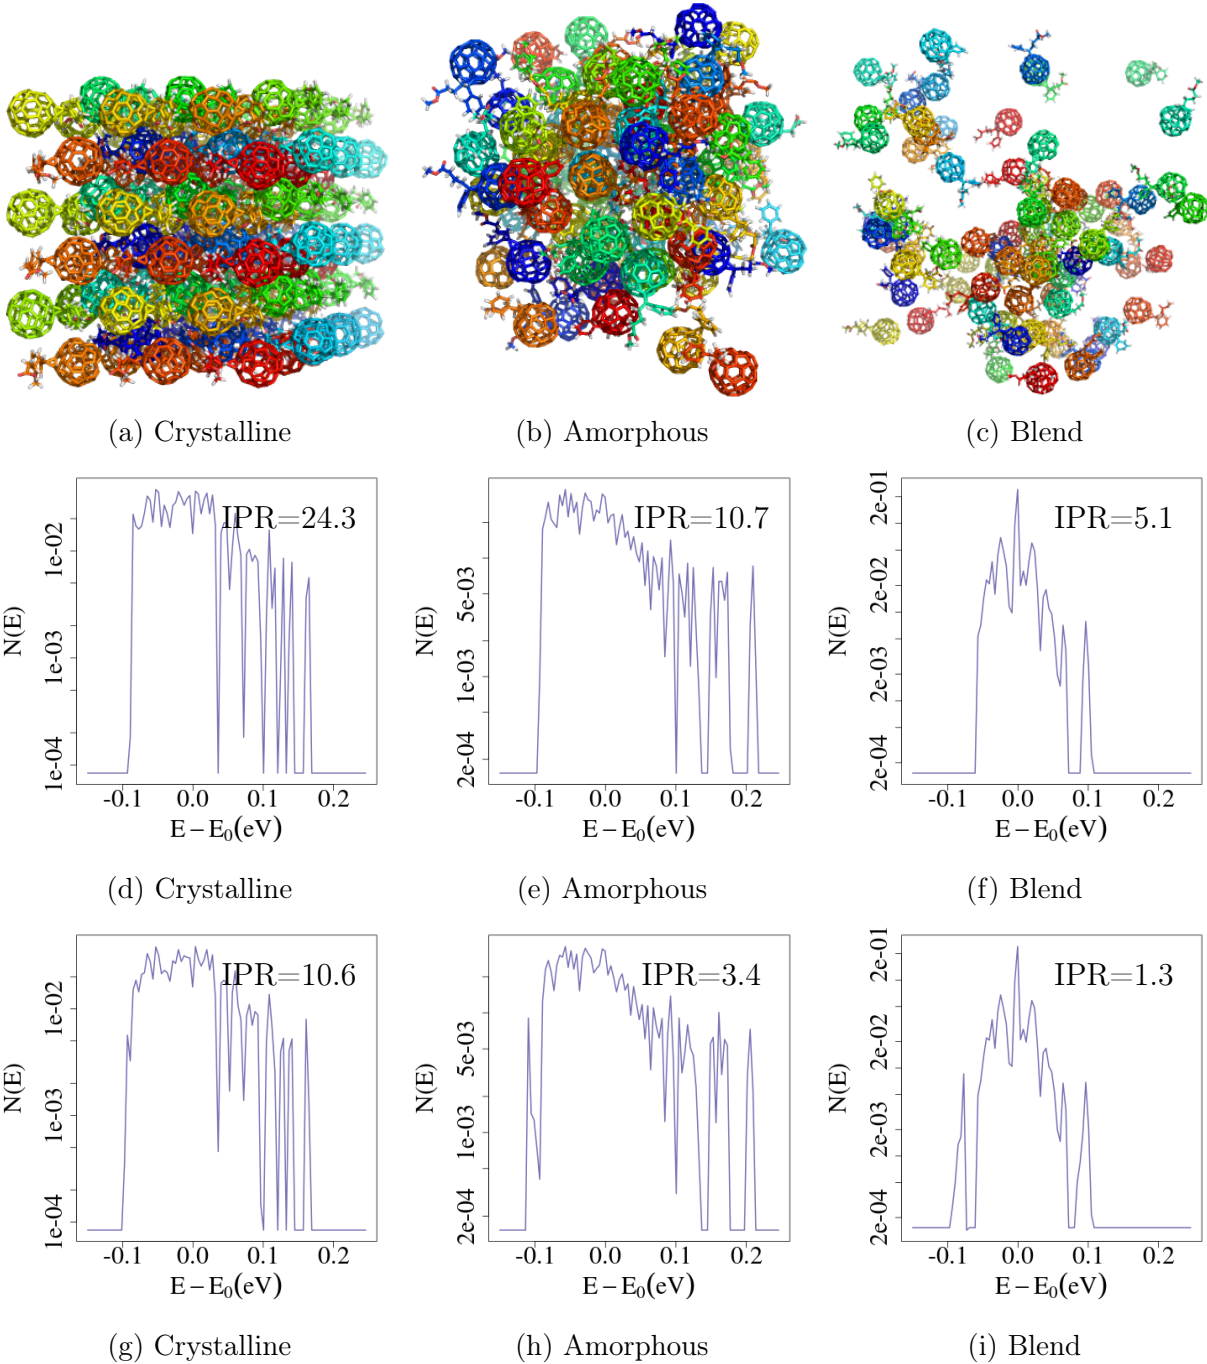 (a) Crystalline
(b) Amorphous
(c) Blend
IPR=24.3
N(E)
1e-02
1e-03
1e-04
-0.1 0.0 0.1 0.2
E − E₀(eV)
(d) Crystalline
IPR=10.7
N(E)
5e-03
1e-03
2e-04
-0.1 0.0 0.1 0.2
E − E₀(eV)
(e) Amorphous
IPR=5.1
N(E)
2e-01
2e-02
2e-03
2e-04
-0.1 0.0 0.1 0.2
E − E₀(eV)
(f) Blend
IPR=10.6
N(E)
1e-02
1e-03
1e-04
-0.1 0.0 0.1 0.2
E − E₀(eV)
(g) Crystalline
IPR=3.4
N(E)
5e-03
1e-03
2e-04
-0.1 0.0 0.1 0.2
E − E₀(eV)
(h) Amorphous
IPR=1.3
N(E)
2e-01
2e-02
2e-03
2e-04
-0.1 0.0 0.1 0.2
E − E₀(eV)
(i) Blend